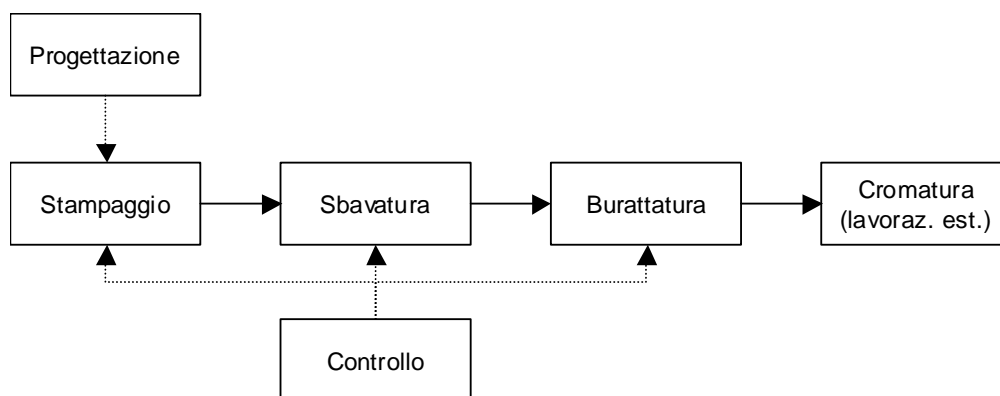 Progettazione
Stampaggio
Sbavatura
Burattatura
Cromatura
(lavoraz. est.)
Controllo